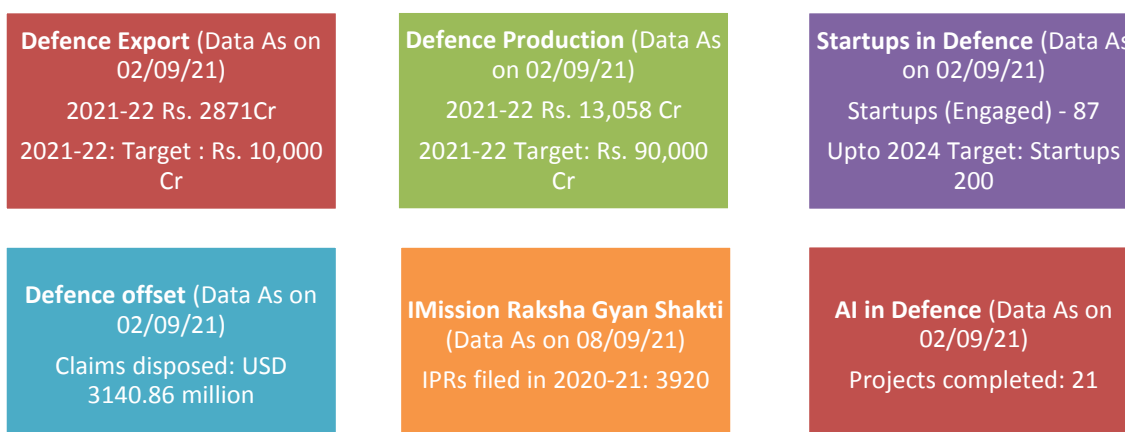 Defence Export (Data As on
02/09/21)
2021-22 Rs. 2871Cr
2021-22: Target : Rs. 10,000
Cr
Defence Production (Data As
on 02/09/21)
2021-22 Rs. 13,058 Cr
2021-22 Target: Rs. 90,000
Cr
Startups in Defence (Data As
on 02/09/21)
Startups (Engaged) - 87
Upto 2024 Target: Startups
200
Defence offset (Data As on
02/09/21)
Claims disposed: USD
3140.86 million
IMission Raksha Gyan Shakti
(Data As on 08/09/21)
IPRs filed in 2020-21: 3920
AI in Defence (Data As on
02/09/21)
Projects completed: 21